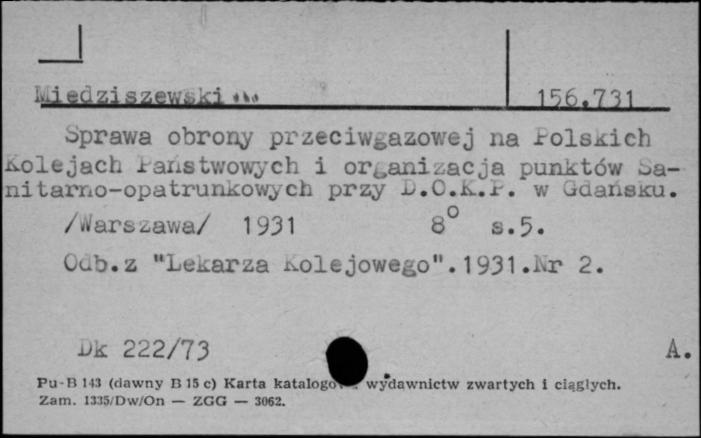 Miedziszewski...
156.731
Sprawa obrony przeciwgazowej na Polskich
Kolejach Państwowych i organizacja punktów Sa-
nitarno-opatrunkowych przy D.O.K.P. w Gdańsku.
/Warszawa/ 1931 8° s.5.
Odb.z "Lekarza Kolejowego".1931.Nr 2.
Dk 222/73 A.
Pu-B 143 (dawny B 15 c) Karta katalogow wydawnictw zwartych i ciągłych.
Zam. 1335/Dw/On — ZGG — 3062.